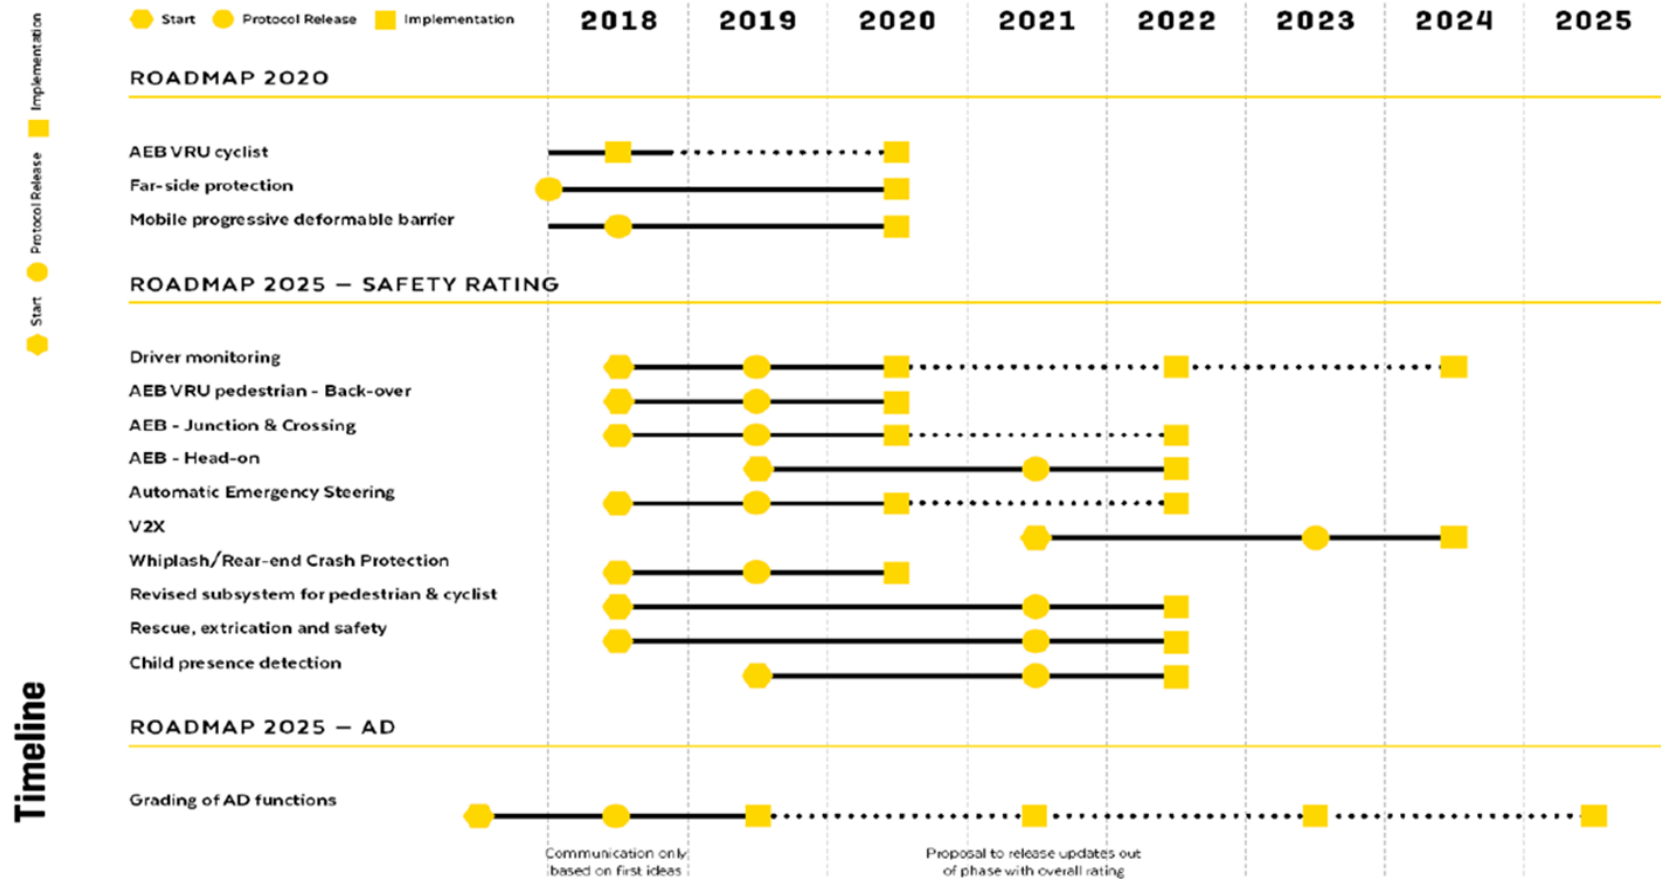 Start Protocol Release Implementation 2018 2019 2020 2021 2022 2023 2024 2025
ROADMAP 2020
AEB VRU cyclist
Far-side protection
Mobile progressive deformable barrier
ROADMAP 2025 – SAFETY RATING
Driver monitoring
AEB VRU pedestrian - Back-over
AEB - Junction & Crossing
AEB - Head-on
Automatic Emergency Steering
V2X
Whiplash/Rear-end Crash Protection
Revised subsystem for pedestrian & cyclist
Rescue, extrication and safety
Child presence detection
ROADMAP 2025 – AD
Grading of AD functions
Communication only
based on first ideas
Proposal to release updates out
of phase with overall rating
Timeline
Start Protocol Release Implementation